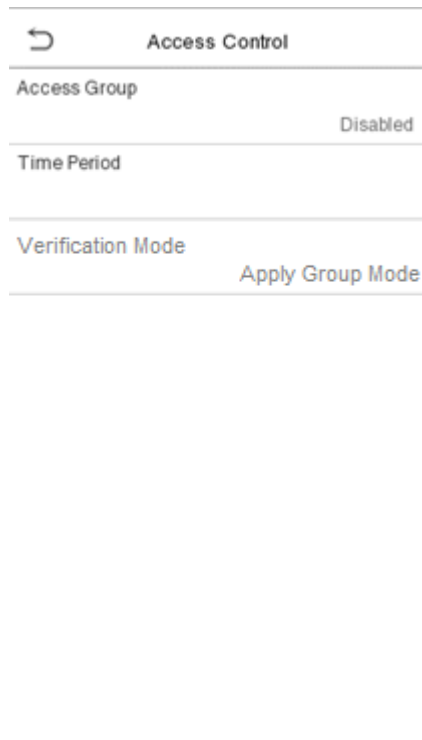 Access Control
Access Group
Disabled
Time Period
Verification Mode
Apply Group Mode